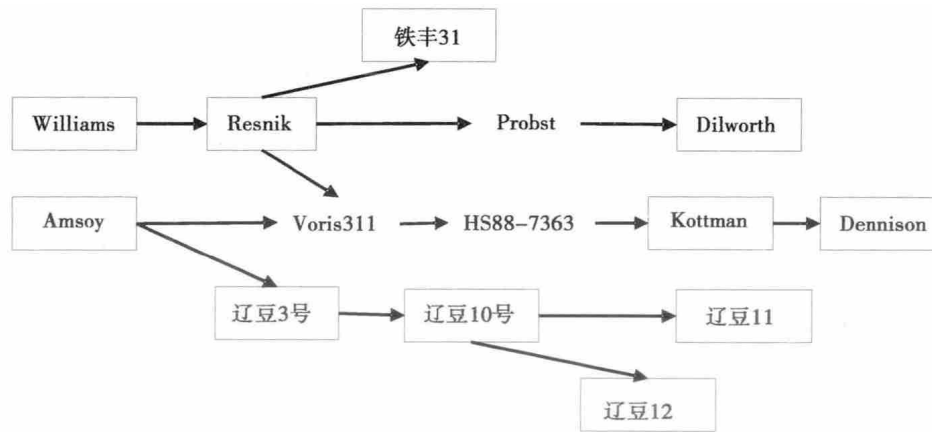 铁丰31
Williams
Resnik
Probst
Dilworth
Amsoy
Voris311
HS88-7363
Kottman
Dennison
辽豆3号
辽豆10号
辽豆11
辽豆12